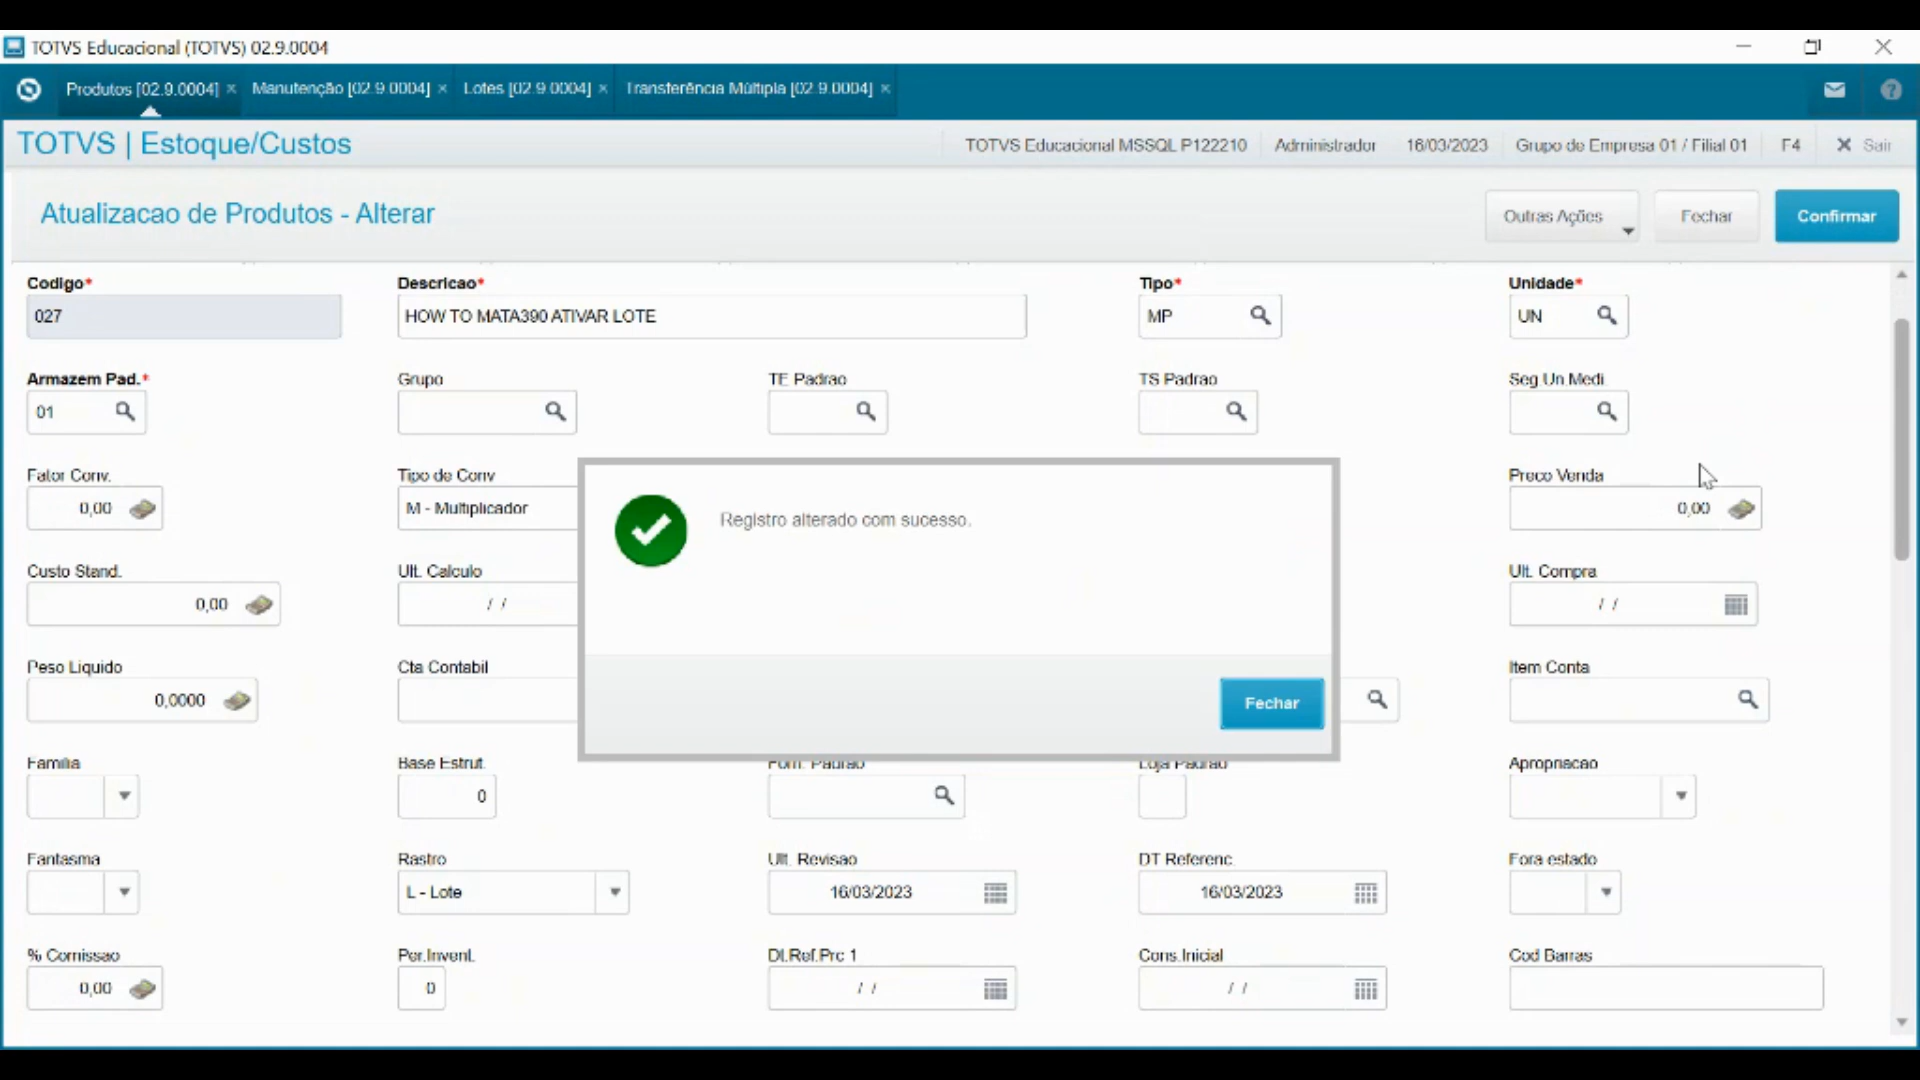 TOTVS Educacional (TOTVS) 02.9.0004
Produtos [02.9.0004] × Manutenção [02.9.0004] × Lotes [02.9.0004] × Transferência Múltipla [02.9.0004] ×
TOTVS | Estoque/Custos
TOTVS Educacional MSSQL P122210 Administrador 16/03/2023 Grupo de Empresa 01 / Filial 01 F4 Sair
Atualizacao de Produtos - Alterar
Outras Ações Fechar Confirmar
Codigo* Descricao* Tipo* Unidade*
027 HOW TO MATA390 ATIVAR LOTE MP UN
Armazem Pad.* Grupo TE Padrao TS Padrao Seg.Un.Medi.
01
Fator Conv. Tipo de Conv Preco Venda
0,00 M - Multiplicador 0,00
Registro alterado com sucesso.
Custo Stand. Ult. Calculo Ult. Compra
0,00 / / / /
Peso Liquido Cta Contabil Item Conta
0,0000
Fechar
Familia Base Estrut. Forn. Padrao Loja Padrao Apropriacao
0
Fantasma Rastro Ult. Revisao DT Referenc. Fora estado
L - Lote 16/03/2023 16/03/2023
% Comissao Per.Invent. Dt.Ref.Prc 1 Cons.Inicial Cod Barras
0,00 0 / / / /